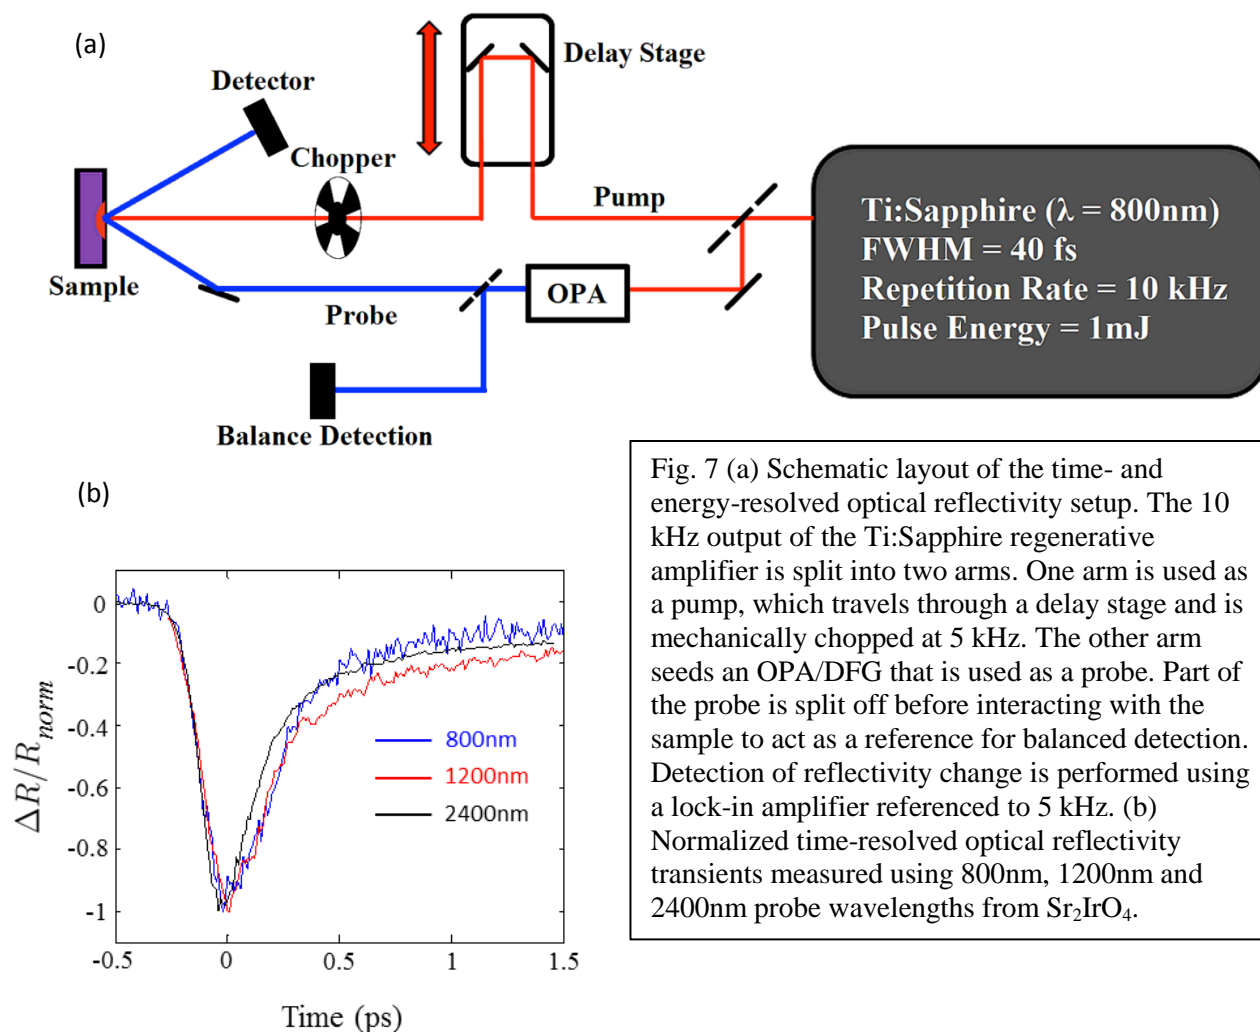 (a)
Delay Stage
Detector
Chopper
Pump
Ti:Sapphire (λ = 800nm)
FWHM = 40 fs
Repetition Rate = 10 kHz
Pulse Energy = 1mJ
Sample
OPA
Probe
Balance Detection
(b)
0
-0.2
-0.4
-0.6
-0.8
-1
ΔR/R_norm
800nm
1200nm
2400nm
-0.5 0 0.5 1 1.5
Time (ps)
Fig. 7 (a) Schematic layout of the time- and
energy-resolved optical reflectivity setup. The 10
kHz output of the Ti:Sapphire regenerative
amplifier is split into two arms. One arm is used as
a pump, which travels through a delay stage and is
mechanically chopped at 5 kHz. The other arm
seeds an OPA/DFG that is used as a probe. Part of
the probe is split off before interacting with the
sample to act as a reference for balanced detection.
Detection of reflectivity change is performed using
a lock-in amplifier referenced to 5 kHz. (b)
Normalized time-resolved optical reflectivity
transients measured using 800nm, 1200nm and
2400nm probe wavelengths from Sr₂IrO₄.